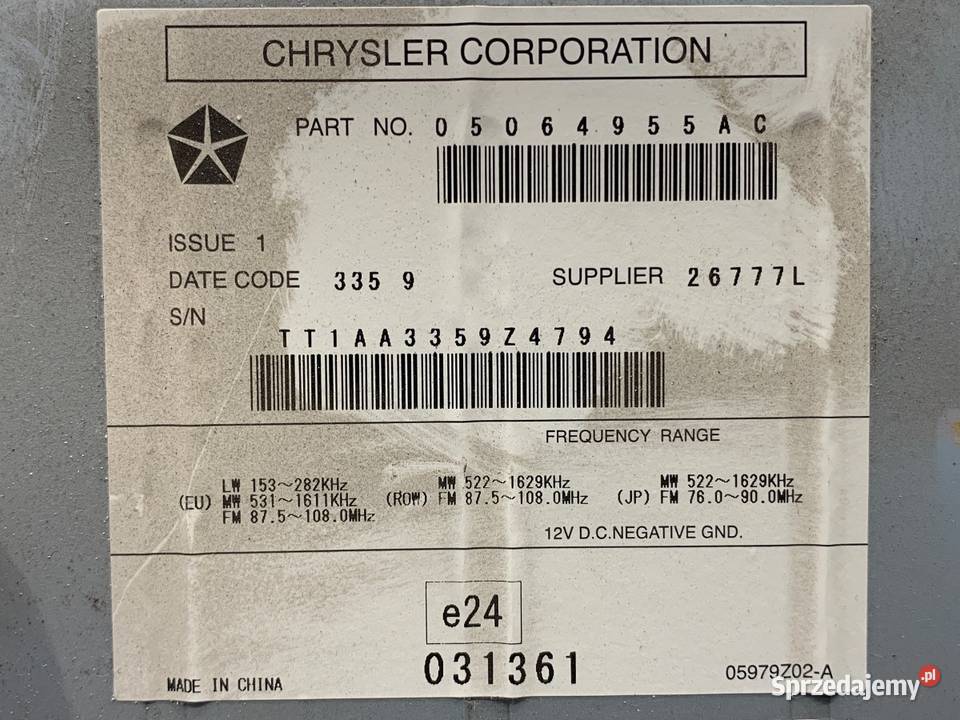 CHRYSLER CORPORATION
PART NO. 05064955AC
ISSUE 1
DATE CODE 3359 SUPPLIER 26777L
S/N
TT1AA3359Z4794
FREQUENCY RANGE
LW 153~282KHz MW 522~1629KHz MW 522~1629KHz
(EU) MW 531~1611KHz (ROW) FM 87.5~108.0MHz (JP) FM 76.0~90.0MHz
FM 87.5~108.0MHz
12V D.C.NEGATIVE GND.
e24
031361
MADE IN CHINA 05979Z02-A
Sprzedajemy.pl